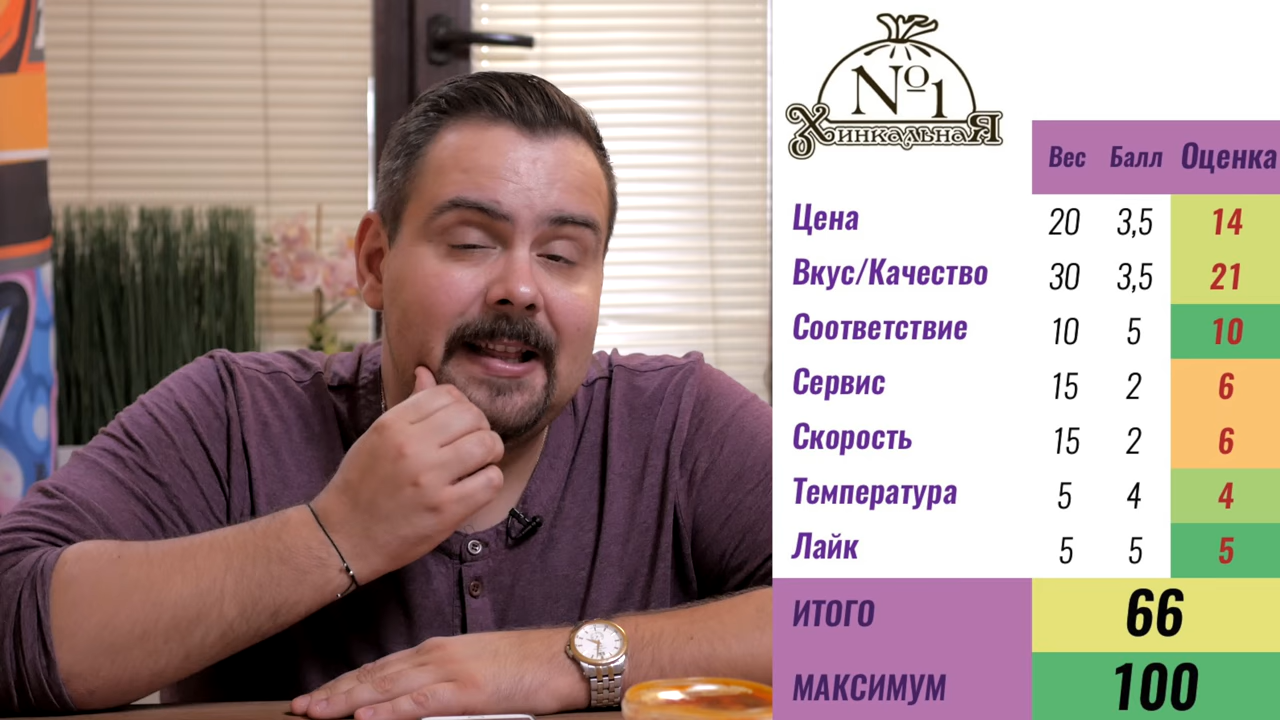 №1
Хинкальная
Вес Балл Оценка
Цена 20 3,5 14
Вкус/Качество 30 3,5 21
Соответствие 10 5 10
Сервис 15 2 6
Скорость 15 2 6
Температура 5 4 4
Лайк 5 5 5
ИТОГО 66
МАКСИМУМ 100